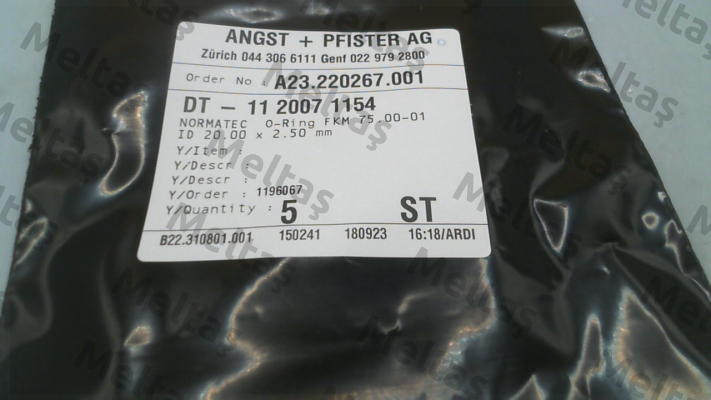 ANGST + PFISTER AG
Zürich 044 306 6111 Genf 022 979 2800
Order No : A23.220267.001
DT - 11 2007 1154
NORMATEC O-Ring FKM 75.00-01
ID 20.00 x 2.50 mm
Y/Item :
Y/Descr :
Y/Descr :
Y/Order : 1196067
Y/Quantity : 5 ST
B22.310801.001 150241 180923 16:18/ARDI
Meltaş